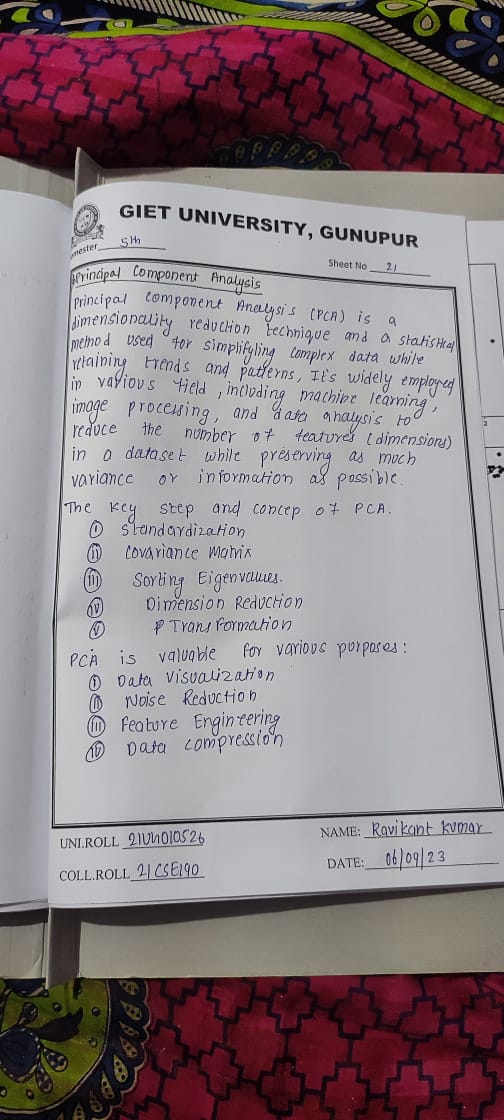 GIET UNIVERSITY, GUNUPUR
mester 5th
Sheet No 21
Principal Component Analysis
Principal Component Analysis (PCA) is a
dimensionality reduction technique and a statistical
method used for simplifyling complex data while
retaining trends and patterns, It's widely employed
in various field, including machine learning,
image processing, and data analysis to
reduce the number of features (dimensions)
in a dataset while preserving as much
variance or information as possible.
The Key step and concep of PCA.
(i) Standardization
(ii) Covariance Matrix
(iii) Sorting Eigenvalues.
(iv) Dimension Reduction
(v) Transformation
PCA is valuable for various purposes:
(i) Data Visualization
(ii) Noise Reduction
(iii) Feature Engineering
(iv) Data compression
UNI.ROLL 21UG010526
NAME: Ravikant Kumar
COLL.ROLL 21CSE190
DATE: 06/09/23